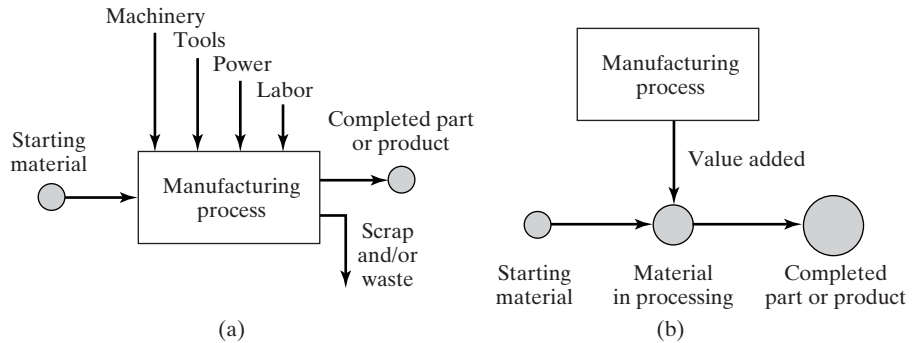 Machinery
Tools
Power
Labor
Starting
material
Manufacturing
process
Completed part
or product
Scrap
and/or
waste
(a)
Manufacturing
process
Value added
Starting
material
Material
in processing
Completed
part or product
(b)